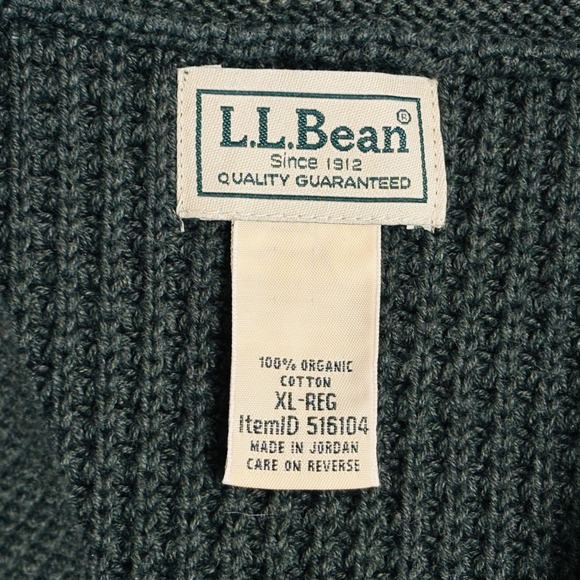 L.L.Bean®
Since 1912
QUALITY GUARANTEED
100% ORGANIC
COTTON
XL-REG
ItemID 516104
MADE IN JORDAN
CARE ON REVERSE